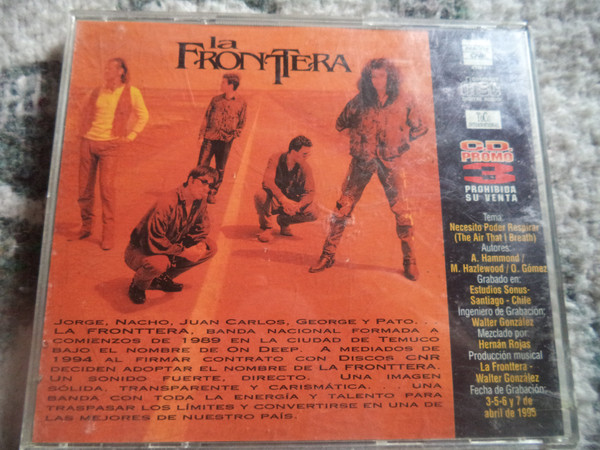 la
FRONTTERA
CD
PROMO
3
PROHIBIDA
SU VENTA
Tema:
Necesito Poder Respirar
(The Air That I Breath)
Autores:
A. Hammond /
M. Hazlewood / O. Gómez
Grabado en:
Estudios Sonus-
Santiago - Chile
Ingeniero de Grabación:
Walter González
Mezclado por:
Hernán Rojas
Producción musical
La Fronttera -
Walter González
Fecha de Grabación:
3-5-6 y 7 de
abril de 1995
Jorge, Nacho, Juan Carlos, George y Pato. . .
LA FRONTTERA, banda nacional formada a
comienzos de 1989 en la ciudad de Temuco
bajo el nombre de On Deep. A mediados de
1994 al firmar contrato con Discos CNR
deciden adoptar el nombre de LA FRONTTERA.
Un sonido fuerte, directo. Una imagen
sólida, transparente y carismática. . . . una
banda con toda la energía y talento para
traspasar los límites y convertirse en una de
las mejores de nuestro país.